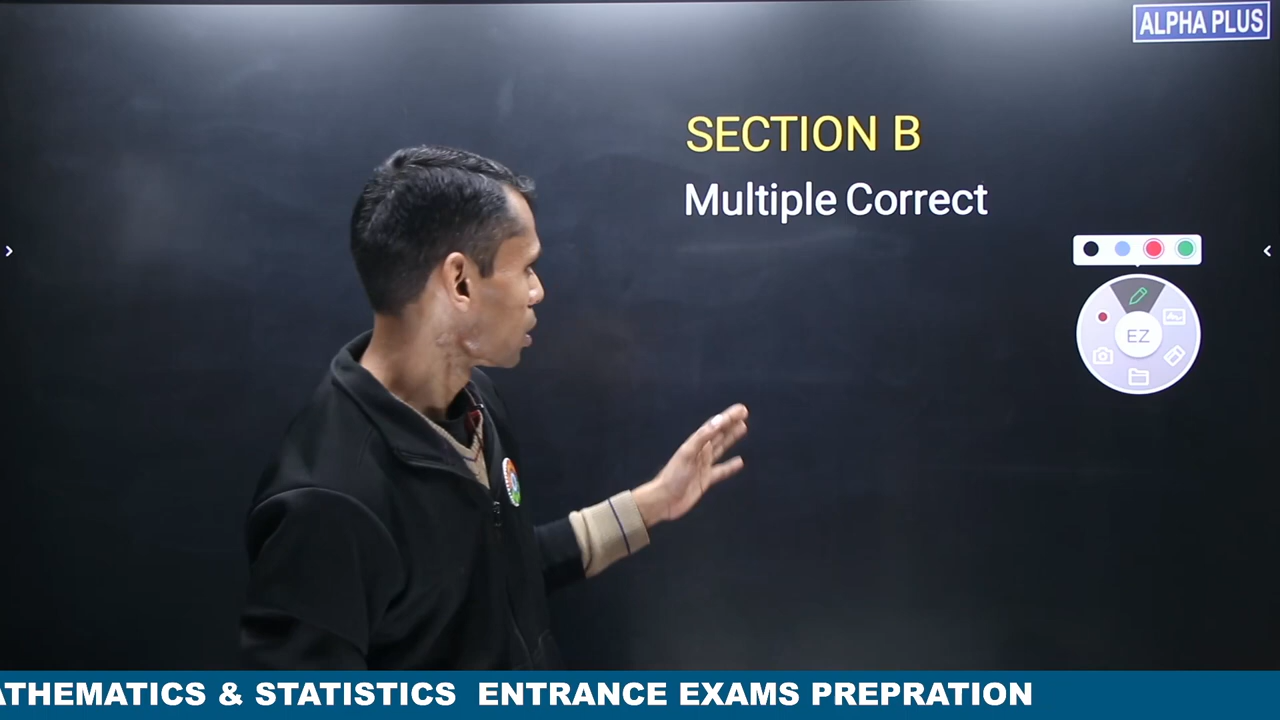 ALPHA PLUS
SECTION B
Multiple Correct
EZ
ATHEMATICS & STATISTICS ENTRANCE EXAMS PREPRATION